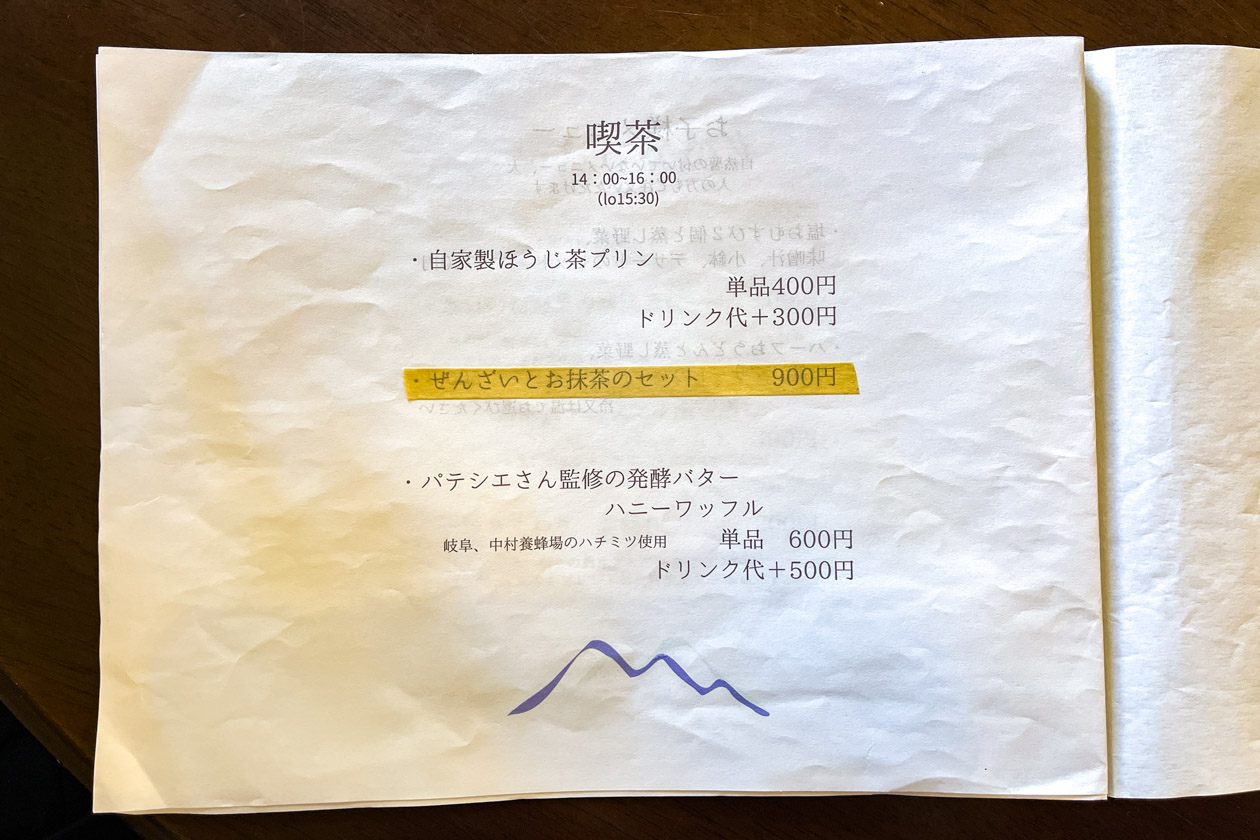 喫茶
14：00~16：00
(lo15:30)
・自家製ほうじ茶プリン
単品400円
ドリンク代＋300円
・ぜんざいとお抹茶のセット 900円
・パテシエさん監修の発酵バター
ハニーワッフル
岐阜、中村養蜂場のハチミツ使用 単品 600円
ドリンク代＋500円